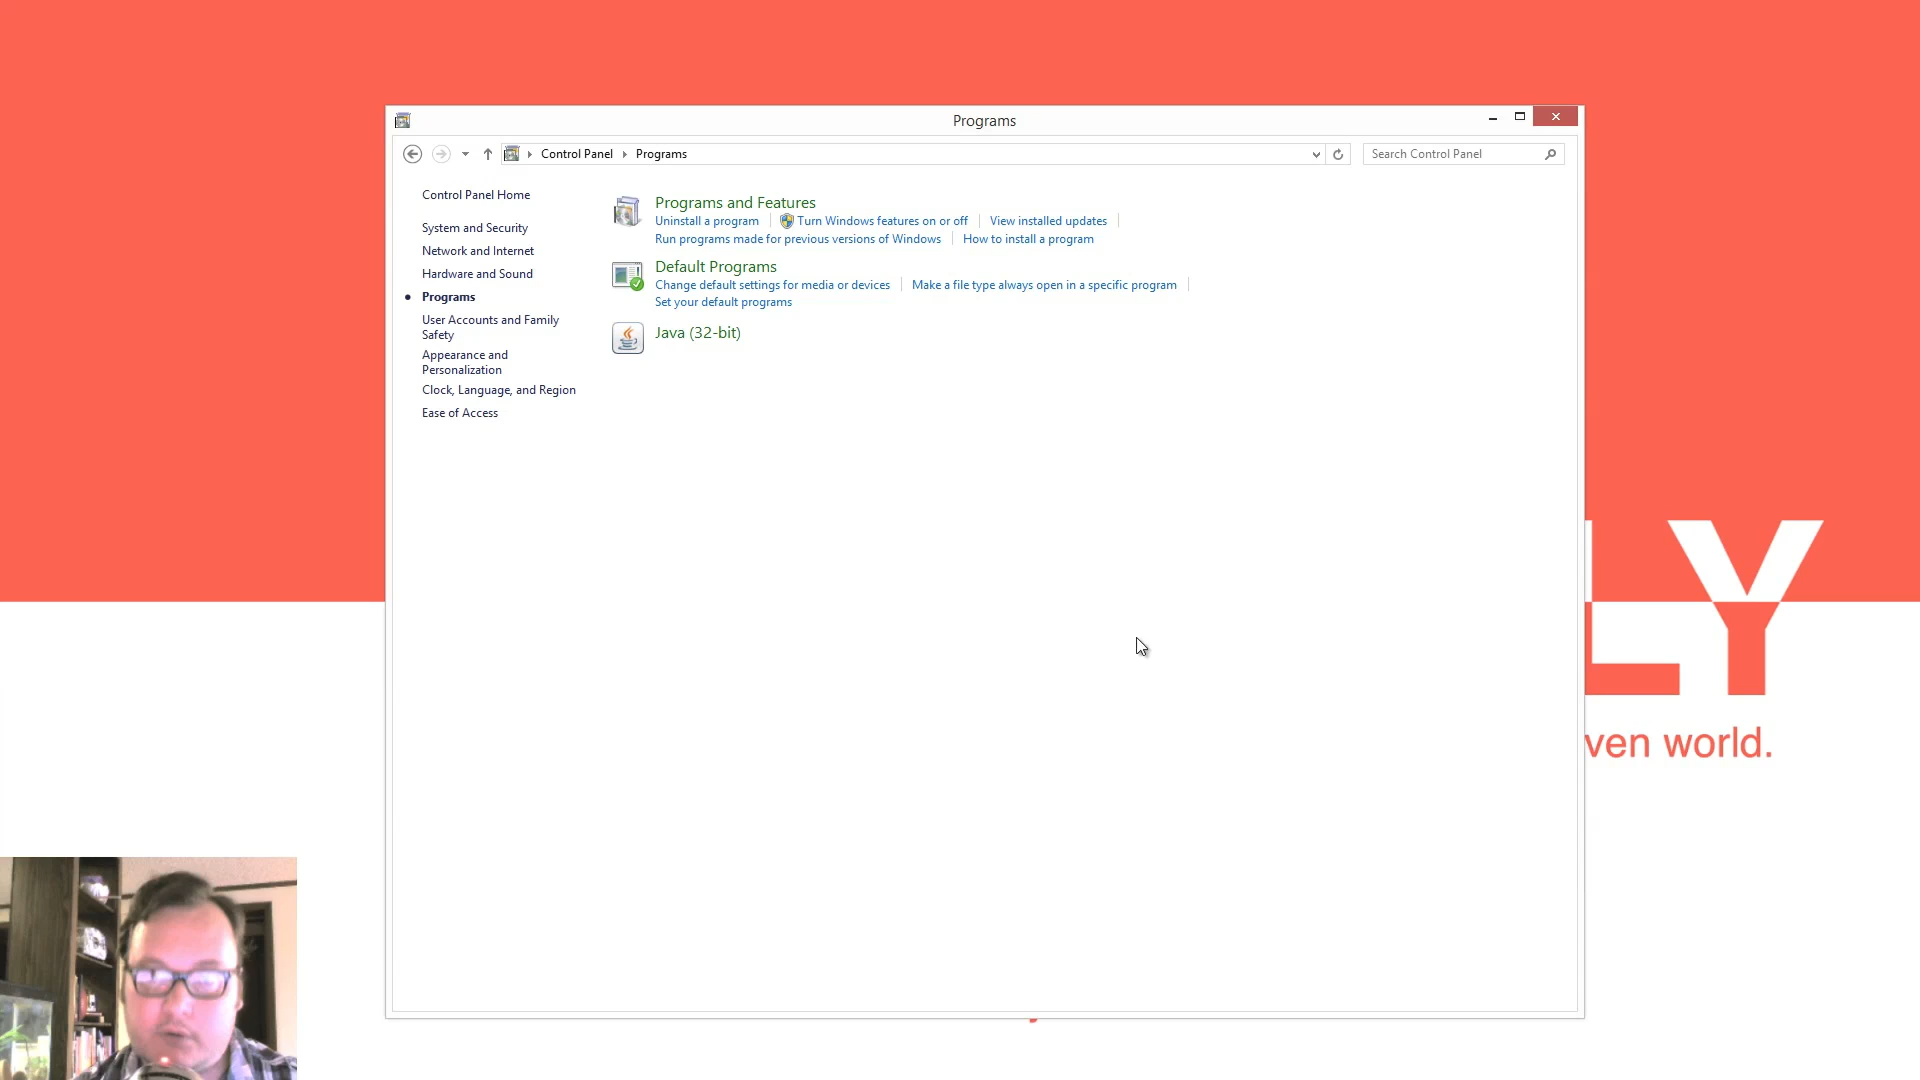 Programs
Control Panel Programs
Search Control Panel
Control Panel Home
System and Security
Network and Internet
Hardware and Sound
Programs
User Accounts and Family
Safety
Appearance and
Personalization
Clock, Language, and Region
Ease of Access
Programs and Features
Uninstall a program
Turn Windows features on or off
View installed updates
Run programs made for previous versions of Windows
How to install a program
Default Programs
Change default settings for media or devices
Make a file type always open in a specific program
Set your default programs
Java (32-bit)
LY
ven world.